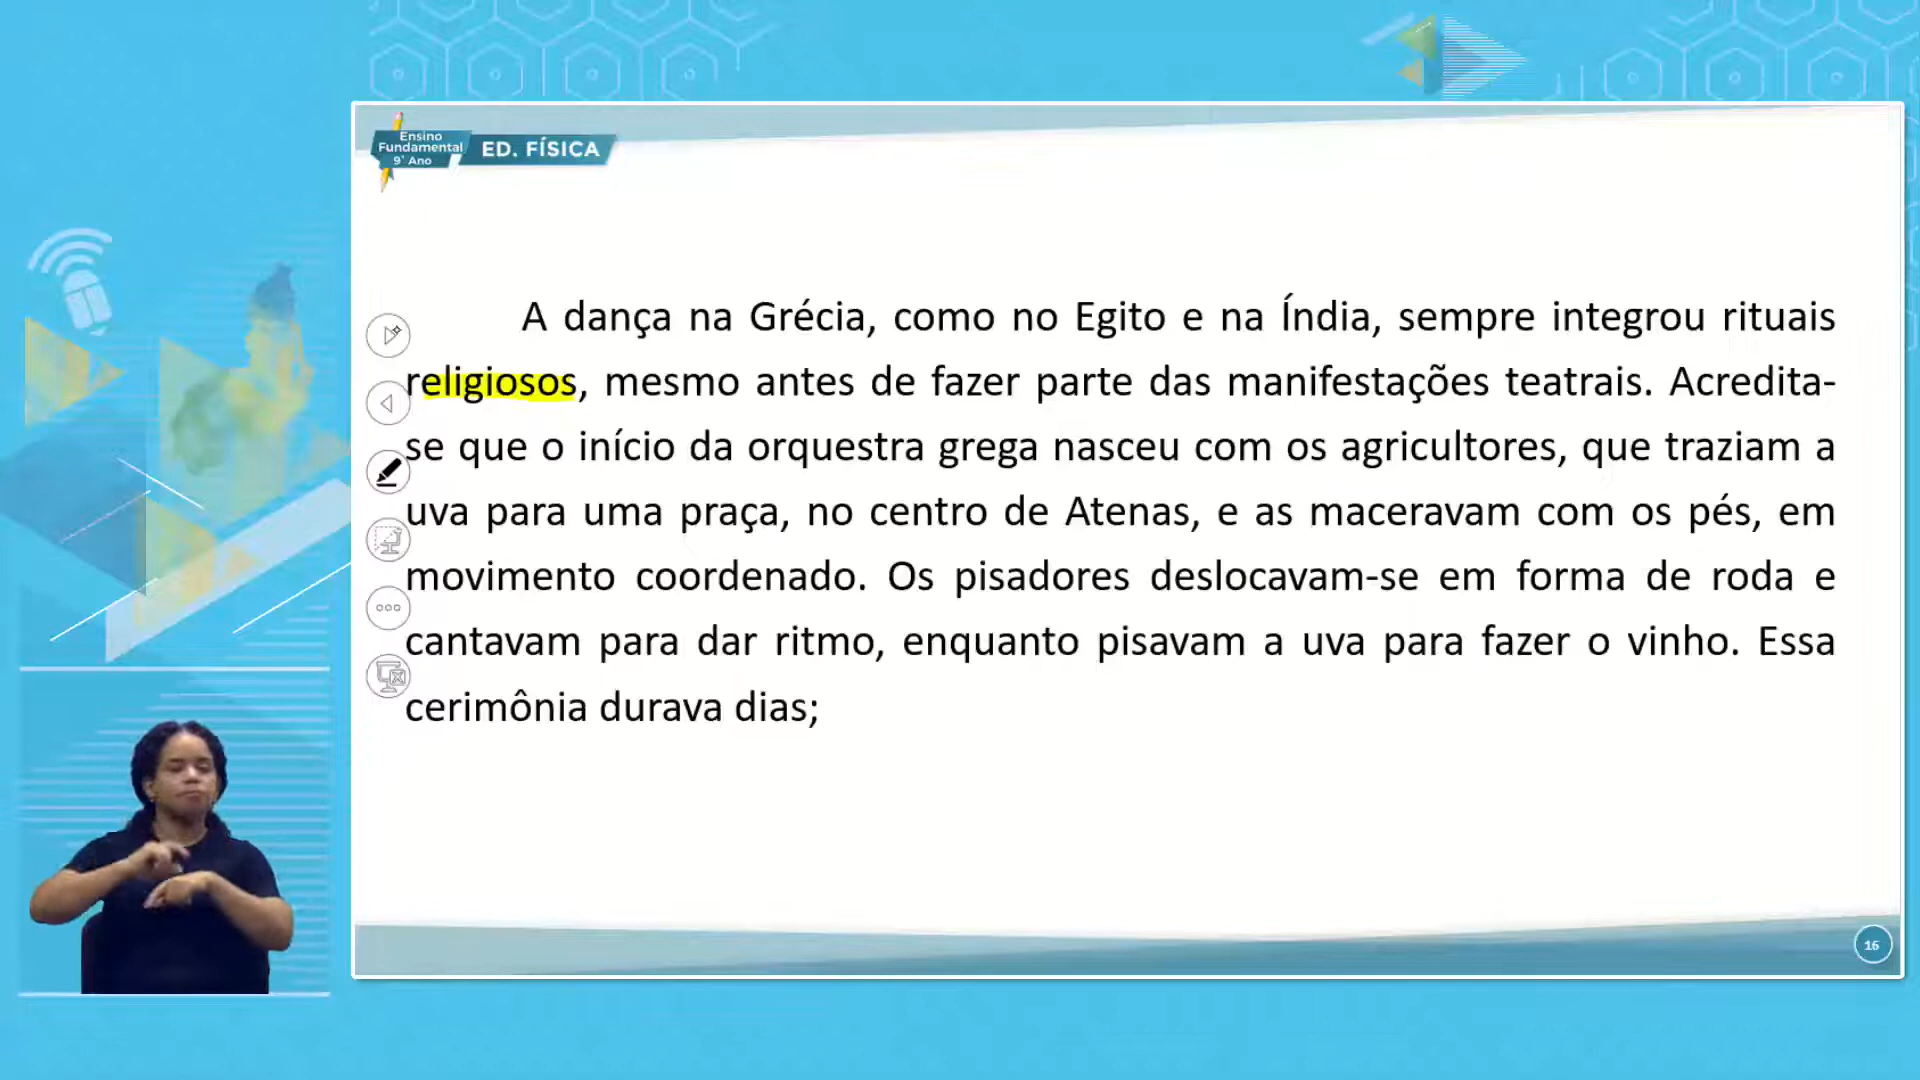 Ensino
Fundamental
9° Ano
ED. FÍSICA
A dança na Grécia, como no Egito e na Índia, sempre integrou rituais
religiosos, mesmo antes de fazer parte das manifestações teatrais. Acredita-
se que o início da orquestra grega nasceu com os agricultores, que traziam a
uva para uma praça, no centro de Atenas, e as maceravam com os pés, em
movimento coordenado. Os pisadores deslocavam-se em forma de roda e
cantavam para dar ritmo, enquanto pisavam a uva para fazer o vinho. Essa
cerimônia durava dias;
16